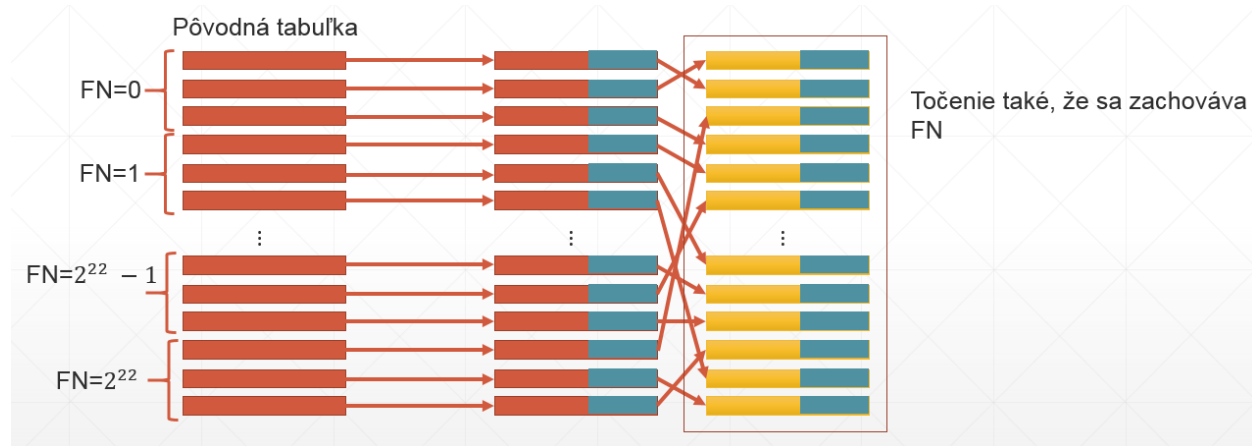 Pôvodná tabuľka
FN=0
FN=1
⋮ ⋮ ⋮
FN=2²² − 1
FN=2²²
Točenie také, že sa zachováva
FN